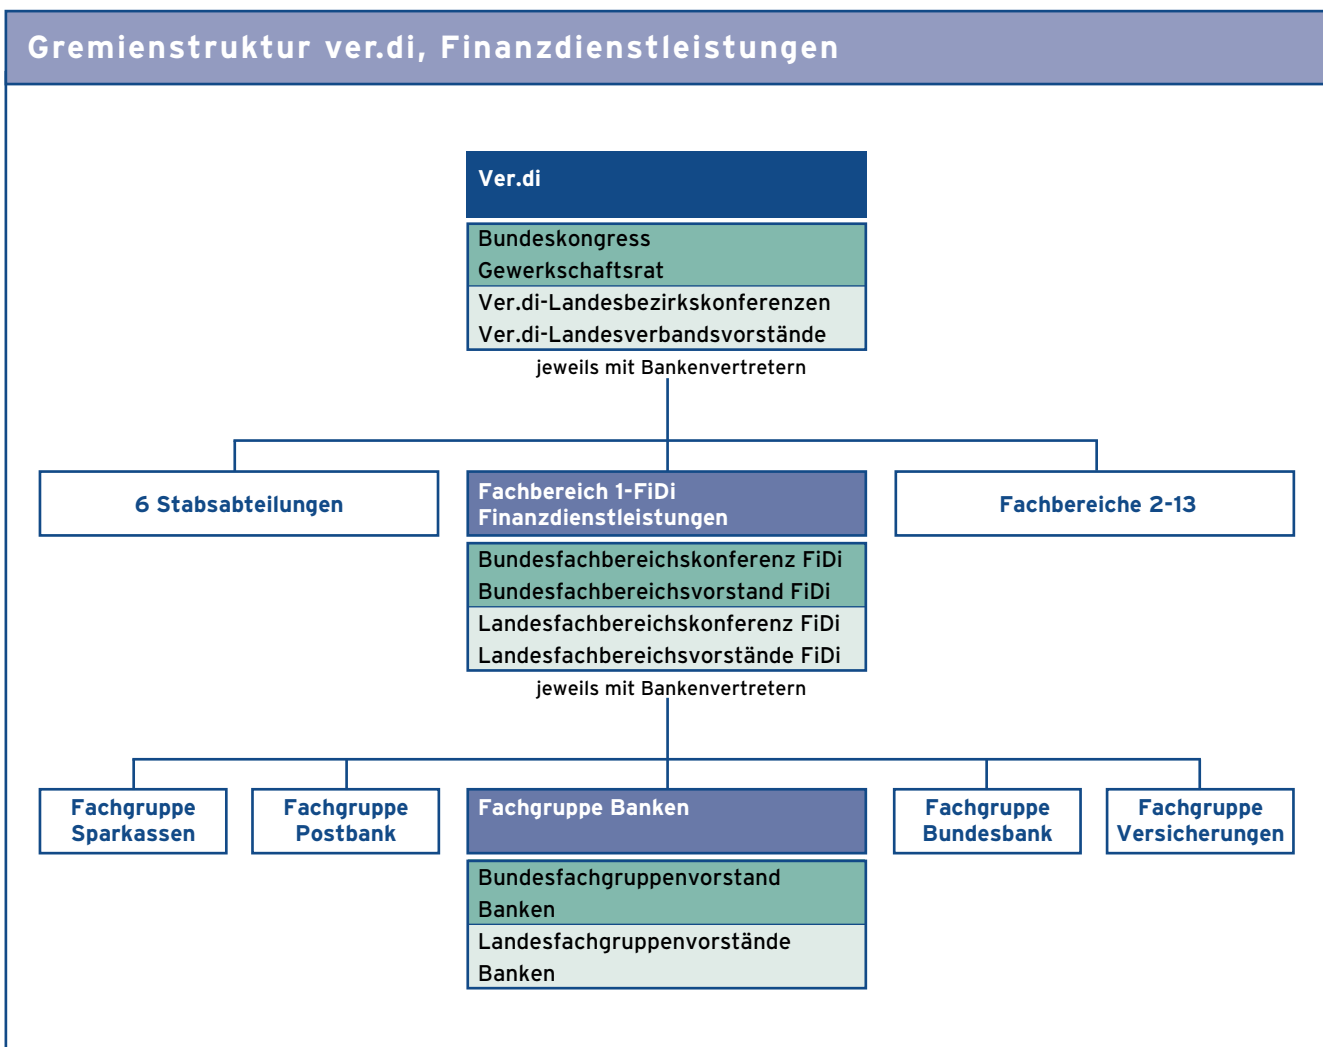 Gremienstruktur ver.di, Finanzdienstleistungen
Ver.di
Bundeskongress
Gewerkschaftsrat
Ver.di-Landesbezirkskonferenzen
Ver.di-Landesverbandsvorstände
jeweils mit Bankenvertretern
6 Stabsabteilungen
Fachbereich 1-FiDi
Finanzdienstleistungen
Fachbereiche 2-13
Bundesfachbereichskonferenz FiDi
Bundesfachbereichsvorstand FiDi
Landesfachbereichskonferenz FiDi
Landesfachbereichsvorstände FiDi
jeweils mit Bankenvertretern
Fachgruppe
Sparkassen
Fachgruppe
Postbank
Fachgruppe Banken
Fachgruppe
Bundesbank
Fachgruppe
Versicherungen
Bundesfachgruppenvorstand
Banken
Landesfachgruppenvorstände
Banken